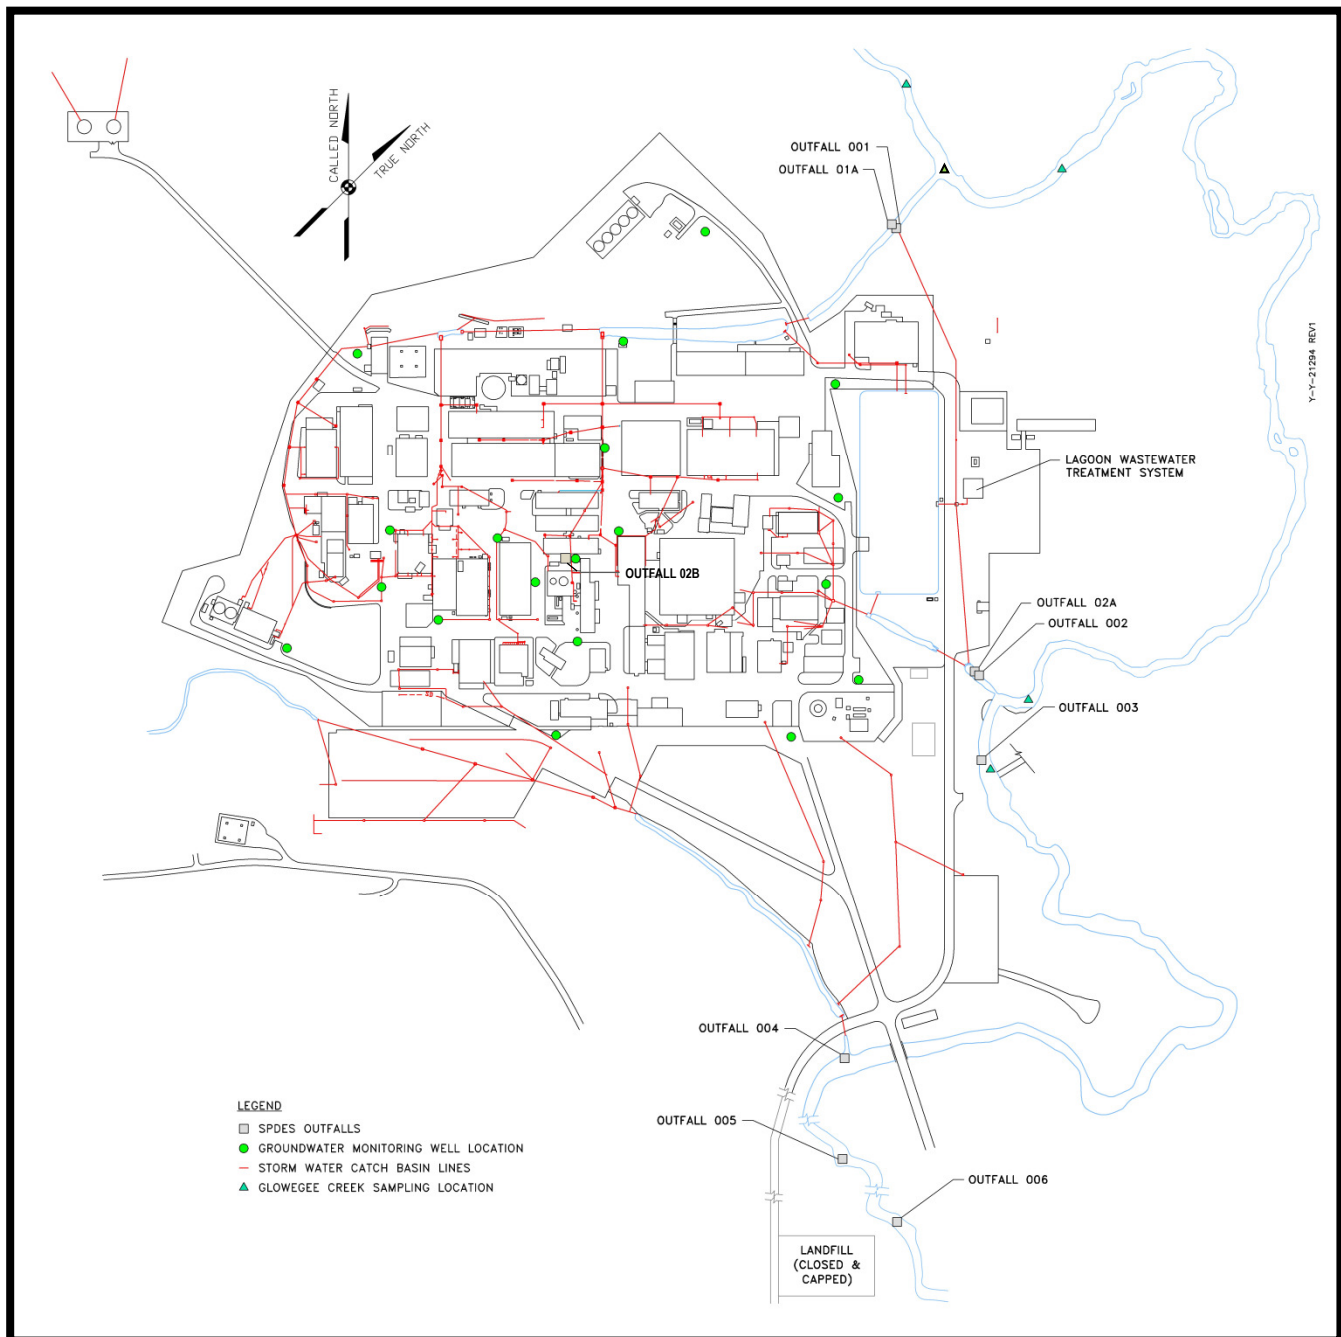 CALLED NORTH
TRUE NORTH
OUTFALL 001
OUTFALL 01A
Y-Y-21294 REV1
LAGOON WASTEWATER
TREATMENT SYSTEM
OUTFALL 02B
OUTFALL 02A
OUTFALL 002
OUTFALL 003
OUTFALL 004
LEGEND
SPDES OUTFALLS
GROUNDWATER MONITORING WELL LOCATION
STORM WATER CATCH BASIN LINES
GLOWEGEE CREEK SAMPLING LOCATION
OUTFALL 005
OUTFALL 006
LANDFILL
(CLOSED &
CAPPED)